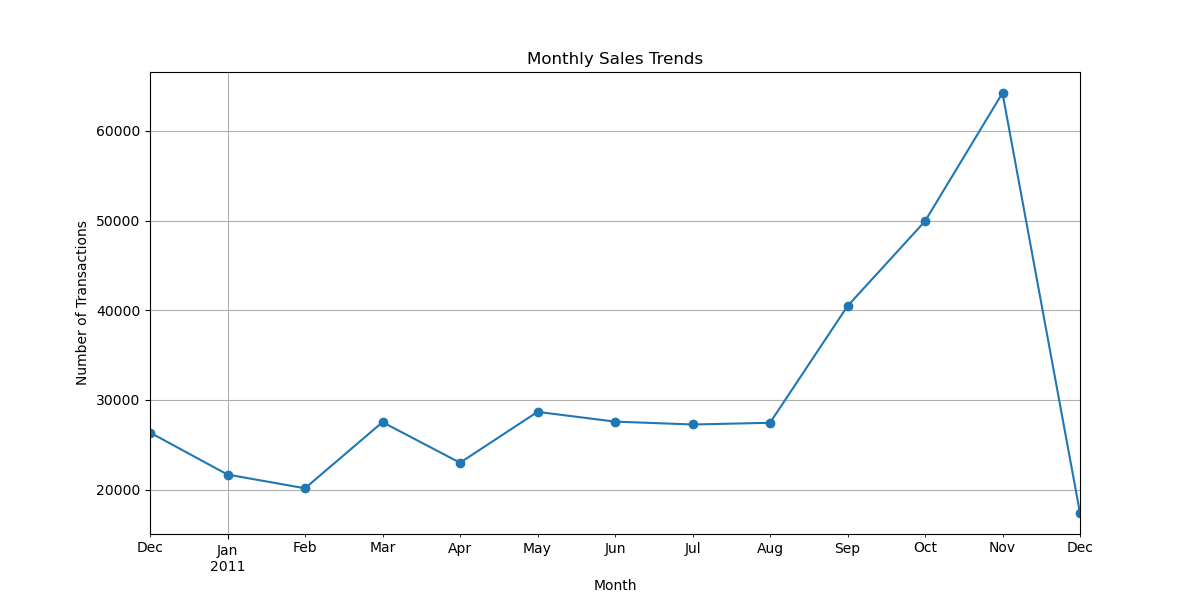 Monthly Sales Trends
Number of Transactions
60000
50000
40000
30000
20000
Dec Jan Feb Mar Apr May Jun Jul Aug Sep Oct Nov Dec
2011
Month